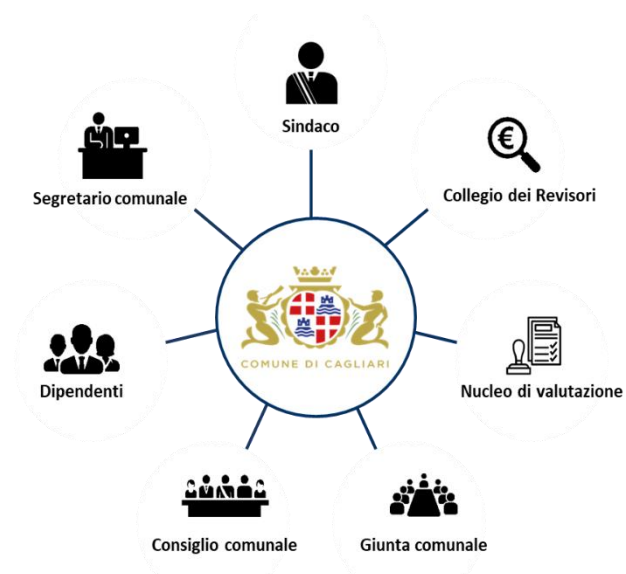 Sindaco
Segretario comunale
Collegio dei Revisori
€
COMUNE DI CAGLIARI
Dipendenti
Nucleo di valutazione
Consiglio comunale
Giunta comunale